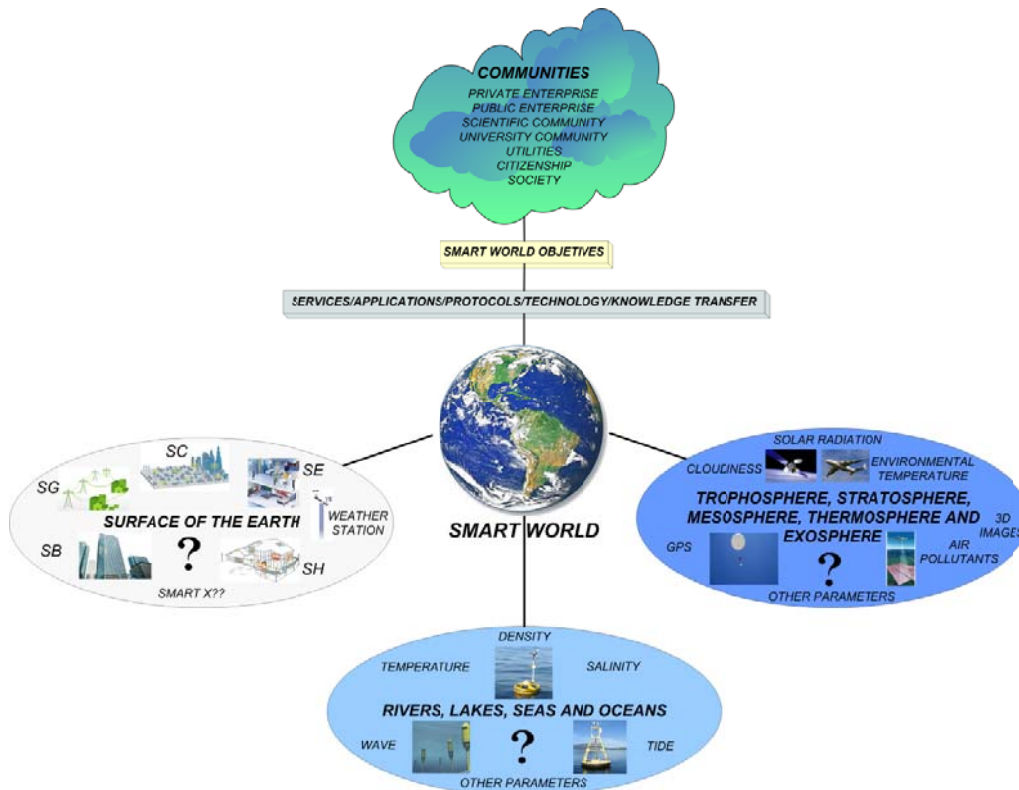 COMMUNITIES
PRIVATE ENTERPRISE
PUBLIC ENTERPRISE
SCIENTIFIC COMMUNITY
UNIVERSITY COMMUNITY
UTILITIES
CITIZENSHIP
SOCIETY
SMART WORLD OBJETIVES
SERVICES/APPLICATIONS/PROTOCOLS/TECHNOLOGY/KNOWLEDGE TRANSFER
SMART WORLD
SC
SE
SG
WEATHER
STATION
SURFACE OF THE EARTH
SB
?
SH
SMART X??
SOLAR RADIATION
CLOUDINESS
ENVIRONMENTAL
TEMPERATURE
TROPHOSPHERE, STRATOSPHERE,
MESOSPHERE, THERMOSPHERE AND
EXOSPHERE
3D
IMAGES
GPS
?
AIR
POLLUTANTS
OTHER PARAMETERS
DENSITY
TEMPERATURE
SALINITY
RIVERS, LAKES, SEAS AND OCEANS
WAVE
?
TIDE
OTHER PARAMETERS